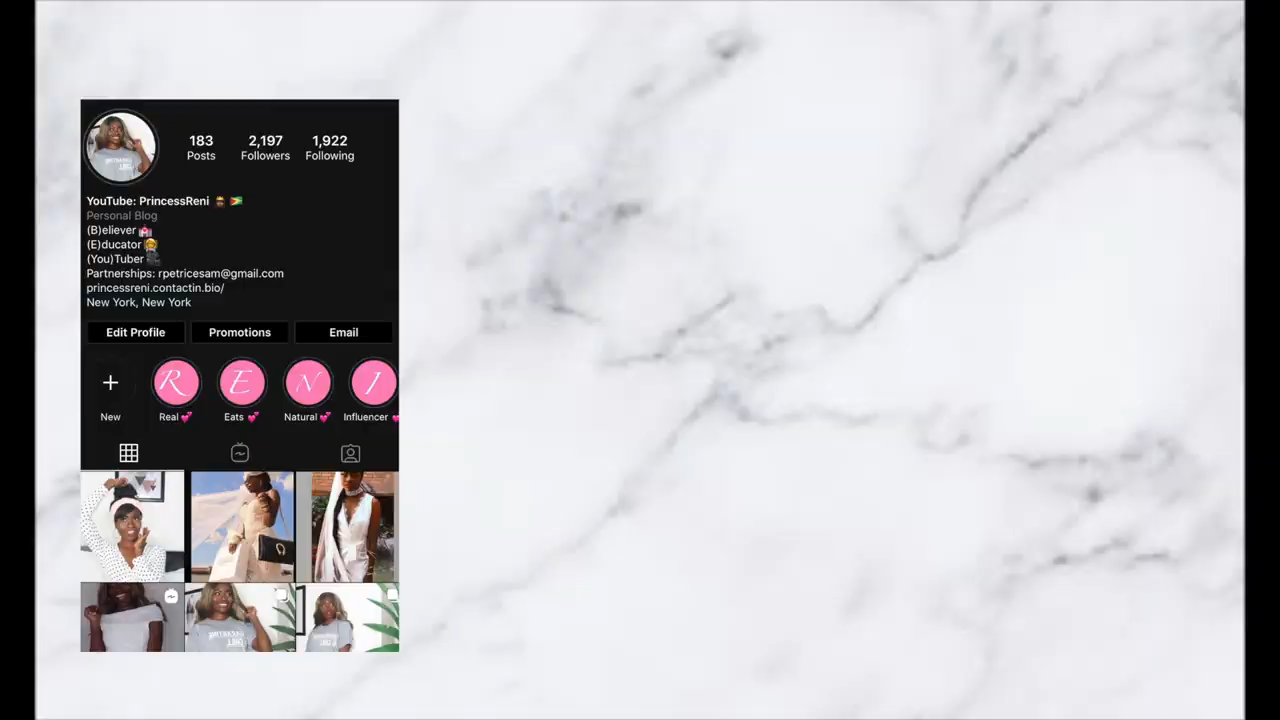 183 2,197 1,922
Posts Followers Following
YouTube: PrincessReni
Personal Blog
(B)eliever
(E)ducator
(You)Tuber
Partnerships: rpetricesam@gmail.com
princessreni.contactin.bio/
New York, New York
Edit Profile Promotions Email
+ R E N I
New Real Eats Natural Influencer